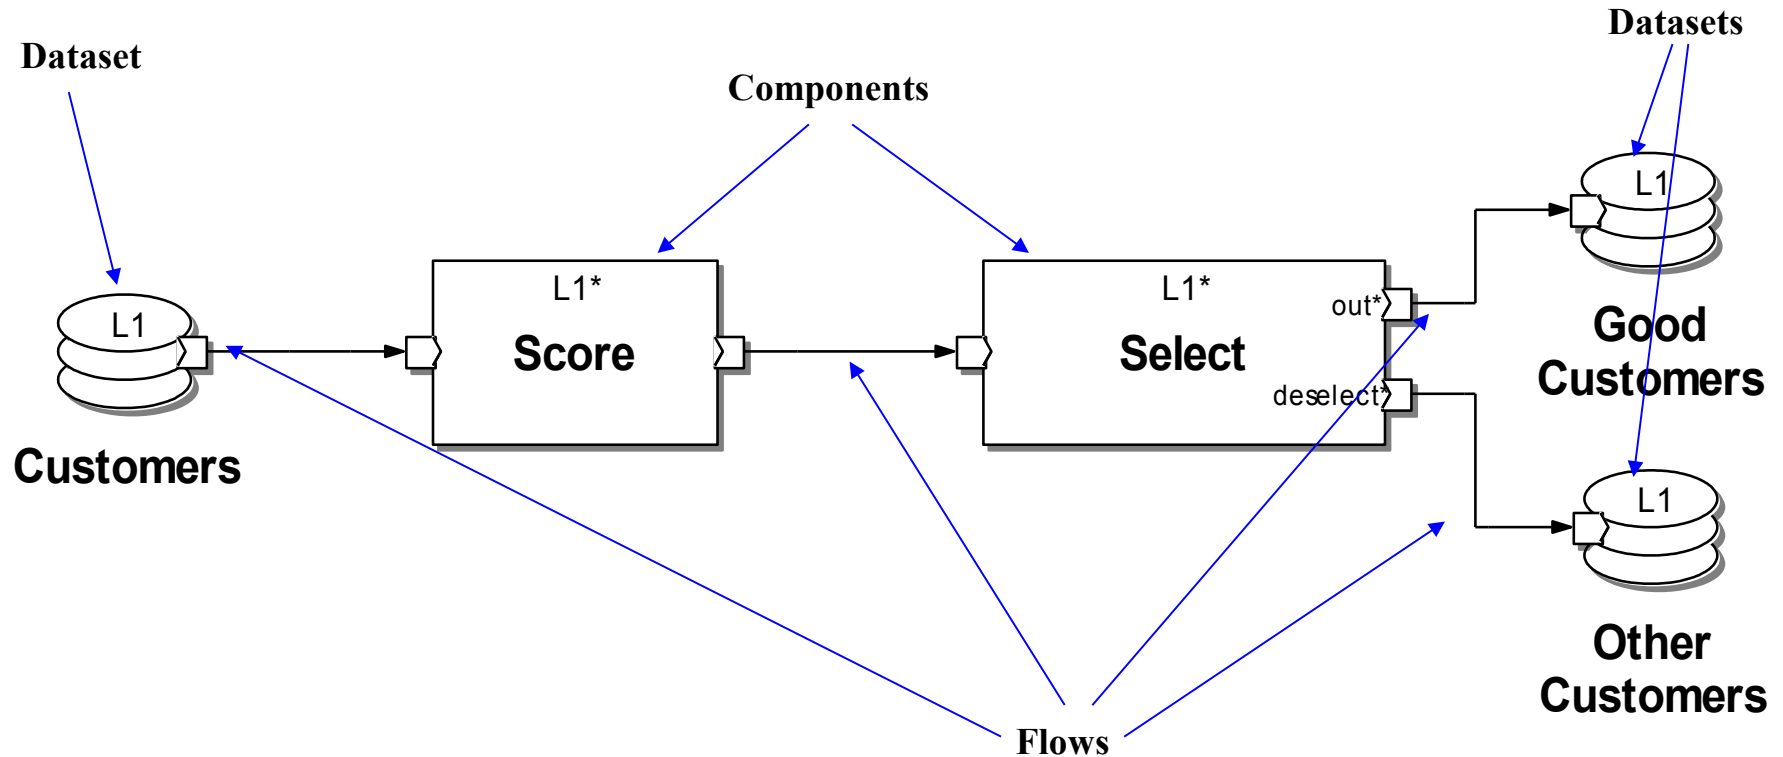 Datasets
Dataset
Components
L1
L1*
L1*
out*
L1
Score
Select
Good
Customers
deselect*
Customers
L1
Other
Customers
Flows